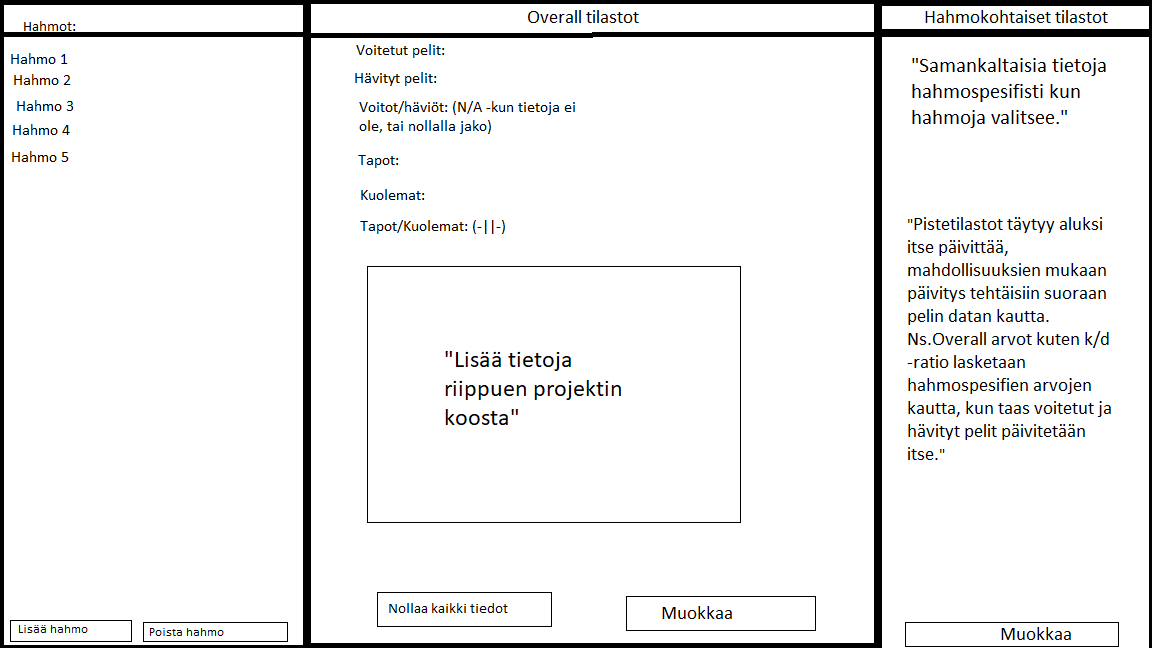 Hahmot:
Hahmo 1
Hahmo 2
Hahmo 3
Hahmo 4
Hahmo 5
Lisää hahmo
Poista hahmo
Overall tilastot
Voitetut pelit:
Hävityt pelit:
Voitot/häviöt: (N/A -kun tietoja ei
ole, tai nollalla jako)
Tapot:
Kuolemat:
Tapot/Kuolemat: (-||-)
"Lisää tietoja
riippuen projektin
koosta"
Nollaa kaikki tiedot
Muokkaa
Hahmokohtaiset tilastot
"Samankaltaisia tietoja
hahmospesifisti kun
hahmoja valitsee."
"Pistetilastot täytyy aluksi
itse päivittää,
mahdollisuuksien mukaan
päivitys tehtäisiin suoraan
pelin datan kautta.
Ns.Overall arvot kuten k/d
-ratio lasketaan
hahmospesifien arvojen
kautta, kun taas voitetut ja
hävityt pelit päivitetään
itse."
Muokkaa